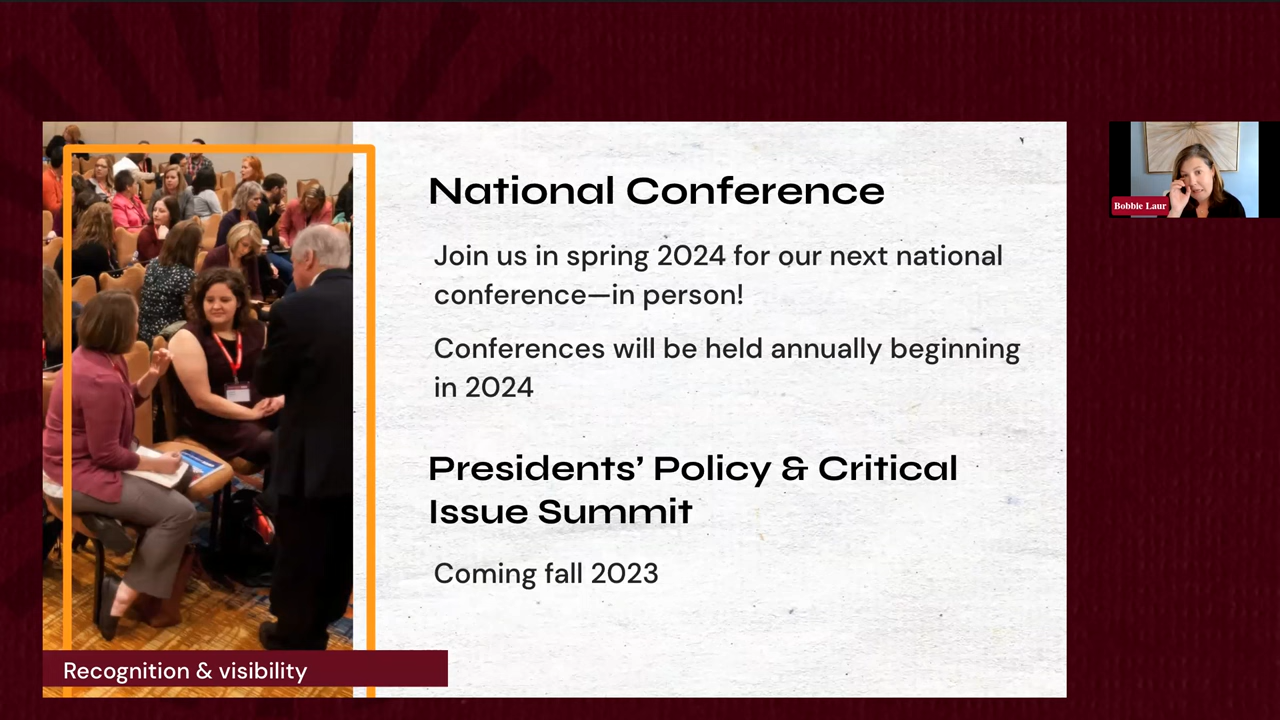 National Conference
Join us in spring 2024 for our next national
conference—in person!
Conferences will be held annually beginning
in 2024
Presidents’ Policy & Critical
Issue Summit
Coming fall 2023
Recognition & visibility
Bobbie Laur